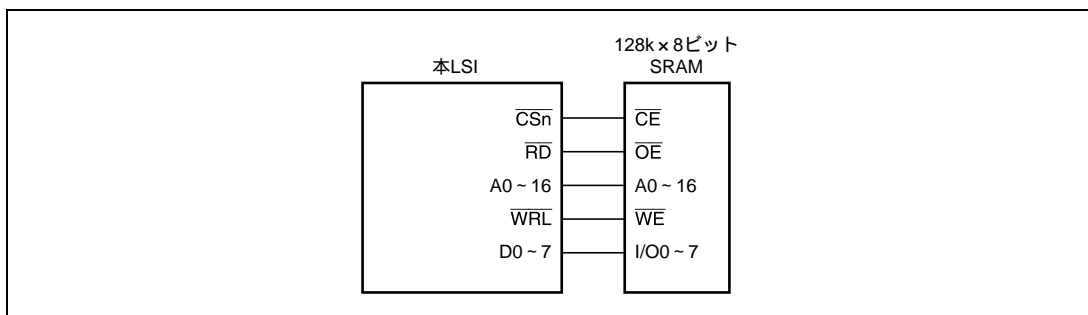 128k×8ビット
本LSI SRAM
CSn CE
RD OE
A0~16 A0~16
WRL WE
D0~7 I/O0~7